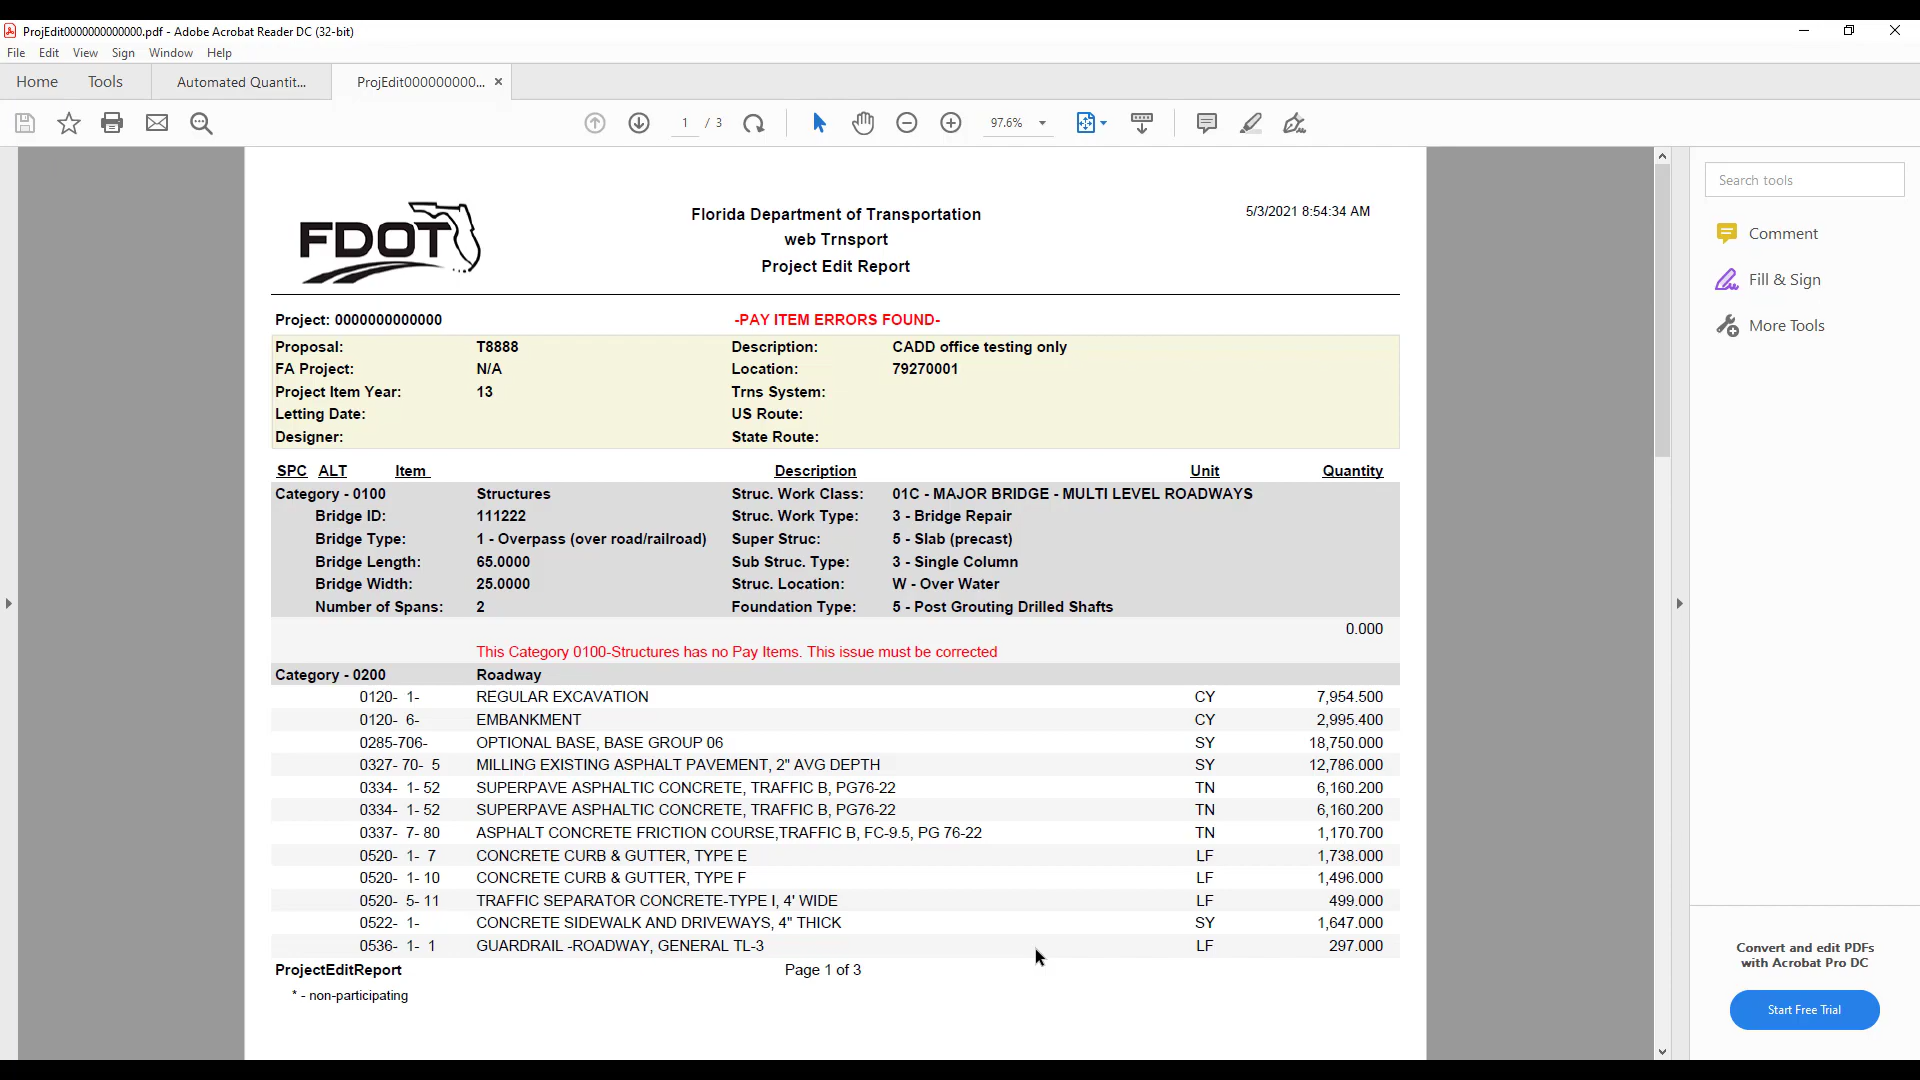 ProjEdit0000000000000.pdf - Adobe Acrobat Reader DC (32-bit)
File Edit View Sign Window Help
Home Tools Automated Quantit... ProjEdit000000000...
1 / 3 97.6%
Search tools
Comment
Fill & Sign
More Tools
FDOT
Florida Department of Transportation
5/3/2021 8:54:34 AM
web Trnsport
Project Edit Report
Project: 0000000000000 -PAY ITEM ERRORS FOUND-
Proposal: T8888 Description: CADD office testing only
FA Project: N/A Location: 79270001
Project Item Year: 13 Trns System:
Letting Date: US Route:
Designer: State Route:
SPC ALT Item Description Unit Quantity
Category - 0100 Structures Struc. Work Class: 01C - MAJOR BRIDGE - MULTI LEVEL ROADWAYS
Bridge ID: 111222 Struc. Work Type: 3 - Bridge Repair
Bridge Type: 1 - Overpass (over road/railroad) Super Struc: 5 - Slab (precast)
Bridge Length: 65.0000 Sub Struc. Type: 3 - Single Column
Bridge Width: 25.0000 Struc. Location: W - Over Water
Number of Spans: 2 Foundation Type: 5 - Post Grouting Drilled Shafts
0.000
This Category 0100-Structures has no Pay Items. This issue must be corrected
Category - 0200 Roadway
0120- 1- REGULAR EXCAVATION CY 7,954.500
0120- 6- EMBANKMENT CY 2,995.400
0285-706- OPTIONAL BASE, BASE GROUP 06 SY 18,750.000
0327- 70- 5 MILLING EXISTING ASPHALT PAVEMENT, 2" AVG DEPTH SY 12,786.000
0334- 1- 52 SUPERPAVE ASPHALTIC CONCRETE, TRAFFIC B, PG76-22 TN 6,160.200
0334- 1- 52 SUPERPAVE ASPHALTIC CONCRETE, TRAFFIC B, PG76-22 TN 6,160.200
0337- 7- 80 ASPHALT CONCRETE FRICTION COURSE,TRAFFIC B, FC-9.5, PG 76-22 TN 1,170.700
0520- 1- 7 CONCRETE CURB & GUTTER, TYPE E LF 1,738.000
0520- 1- 10 CONCRETE CURB & GUTTER, TYPE F LF 1,496.000
0520- 5- 11 TRAFFIC SEPARATOR CONCRETE-TYPE I, 4' WIDE LF 499.000
0522- 1- CONCRETE SIDEWALK AND DRIVEWAYS, 4" THICK SY 1,647.000
0536- 1- 1 GUARDRAIL -ROADWAY, GENERAL TL-3 LF 297.000
ProjectEditReport Page 1 of 3
* - non-participating
Convert and edit PDFs
with Acrobat Pro DC
Start Free Trial